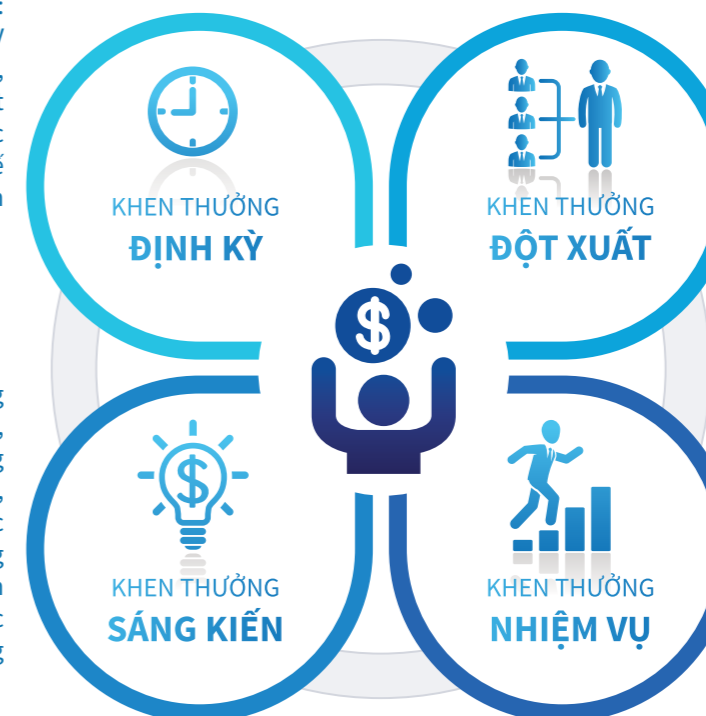 KHEN THƯỞNG
ĐỊNH KỲ
KHEN THƯỞNG
ĐỘT XUẤT
$
$
KHEN THƯỞNG
SÁNG KIẾN
KHEN THƯỞNG
NHIỆM VỤ